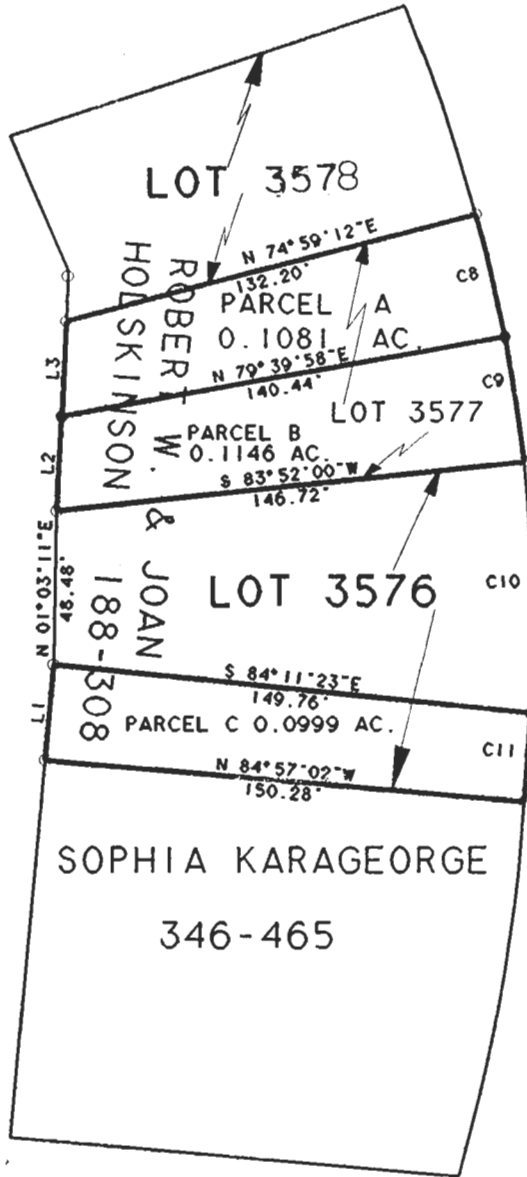 LOT 3578
N 74°59'12"E
132.20'
C8
PARCEL A
0.1081 AC.
N 79°39'58"E
140.44'
C9
L3
LOT 3577
PARCEL B
0.1146 AC.
S 83°52'00"W
146.72'
L2
ROBERT W. & JOAN
HODSKINSON
188-308
N 01°03'11"E
48.48'
LOT 3576
C10
S 84°11'23"E
149.76'
L1
PARCEL C 0.0999 AC.
C11
N 84°57'02"W
150.28'
SOPHIA KARAGEORGE
346-465